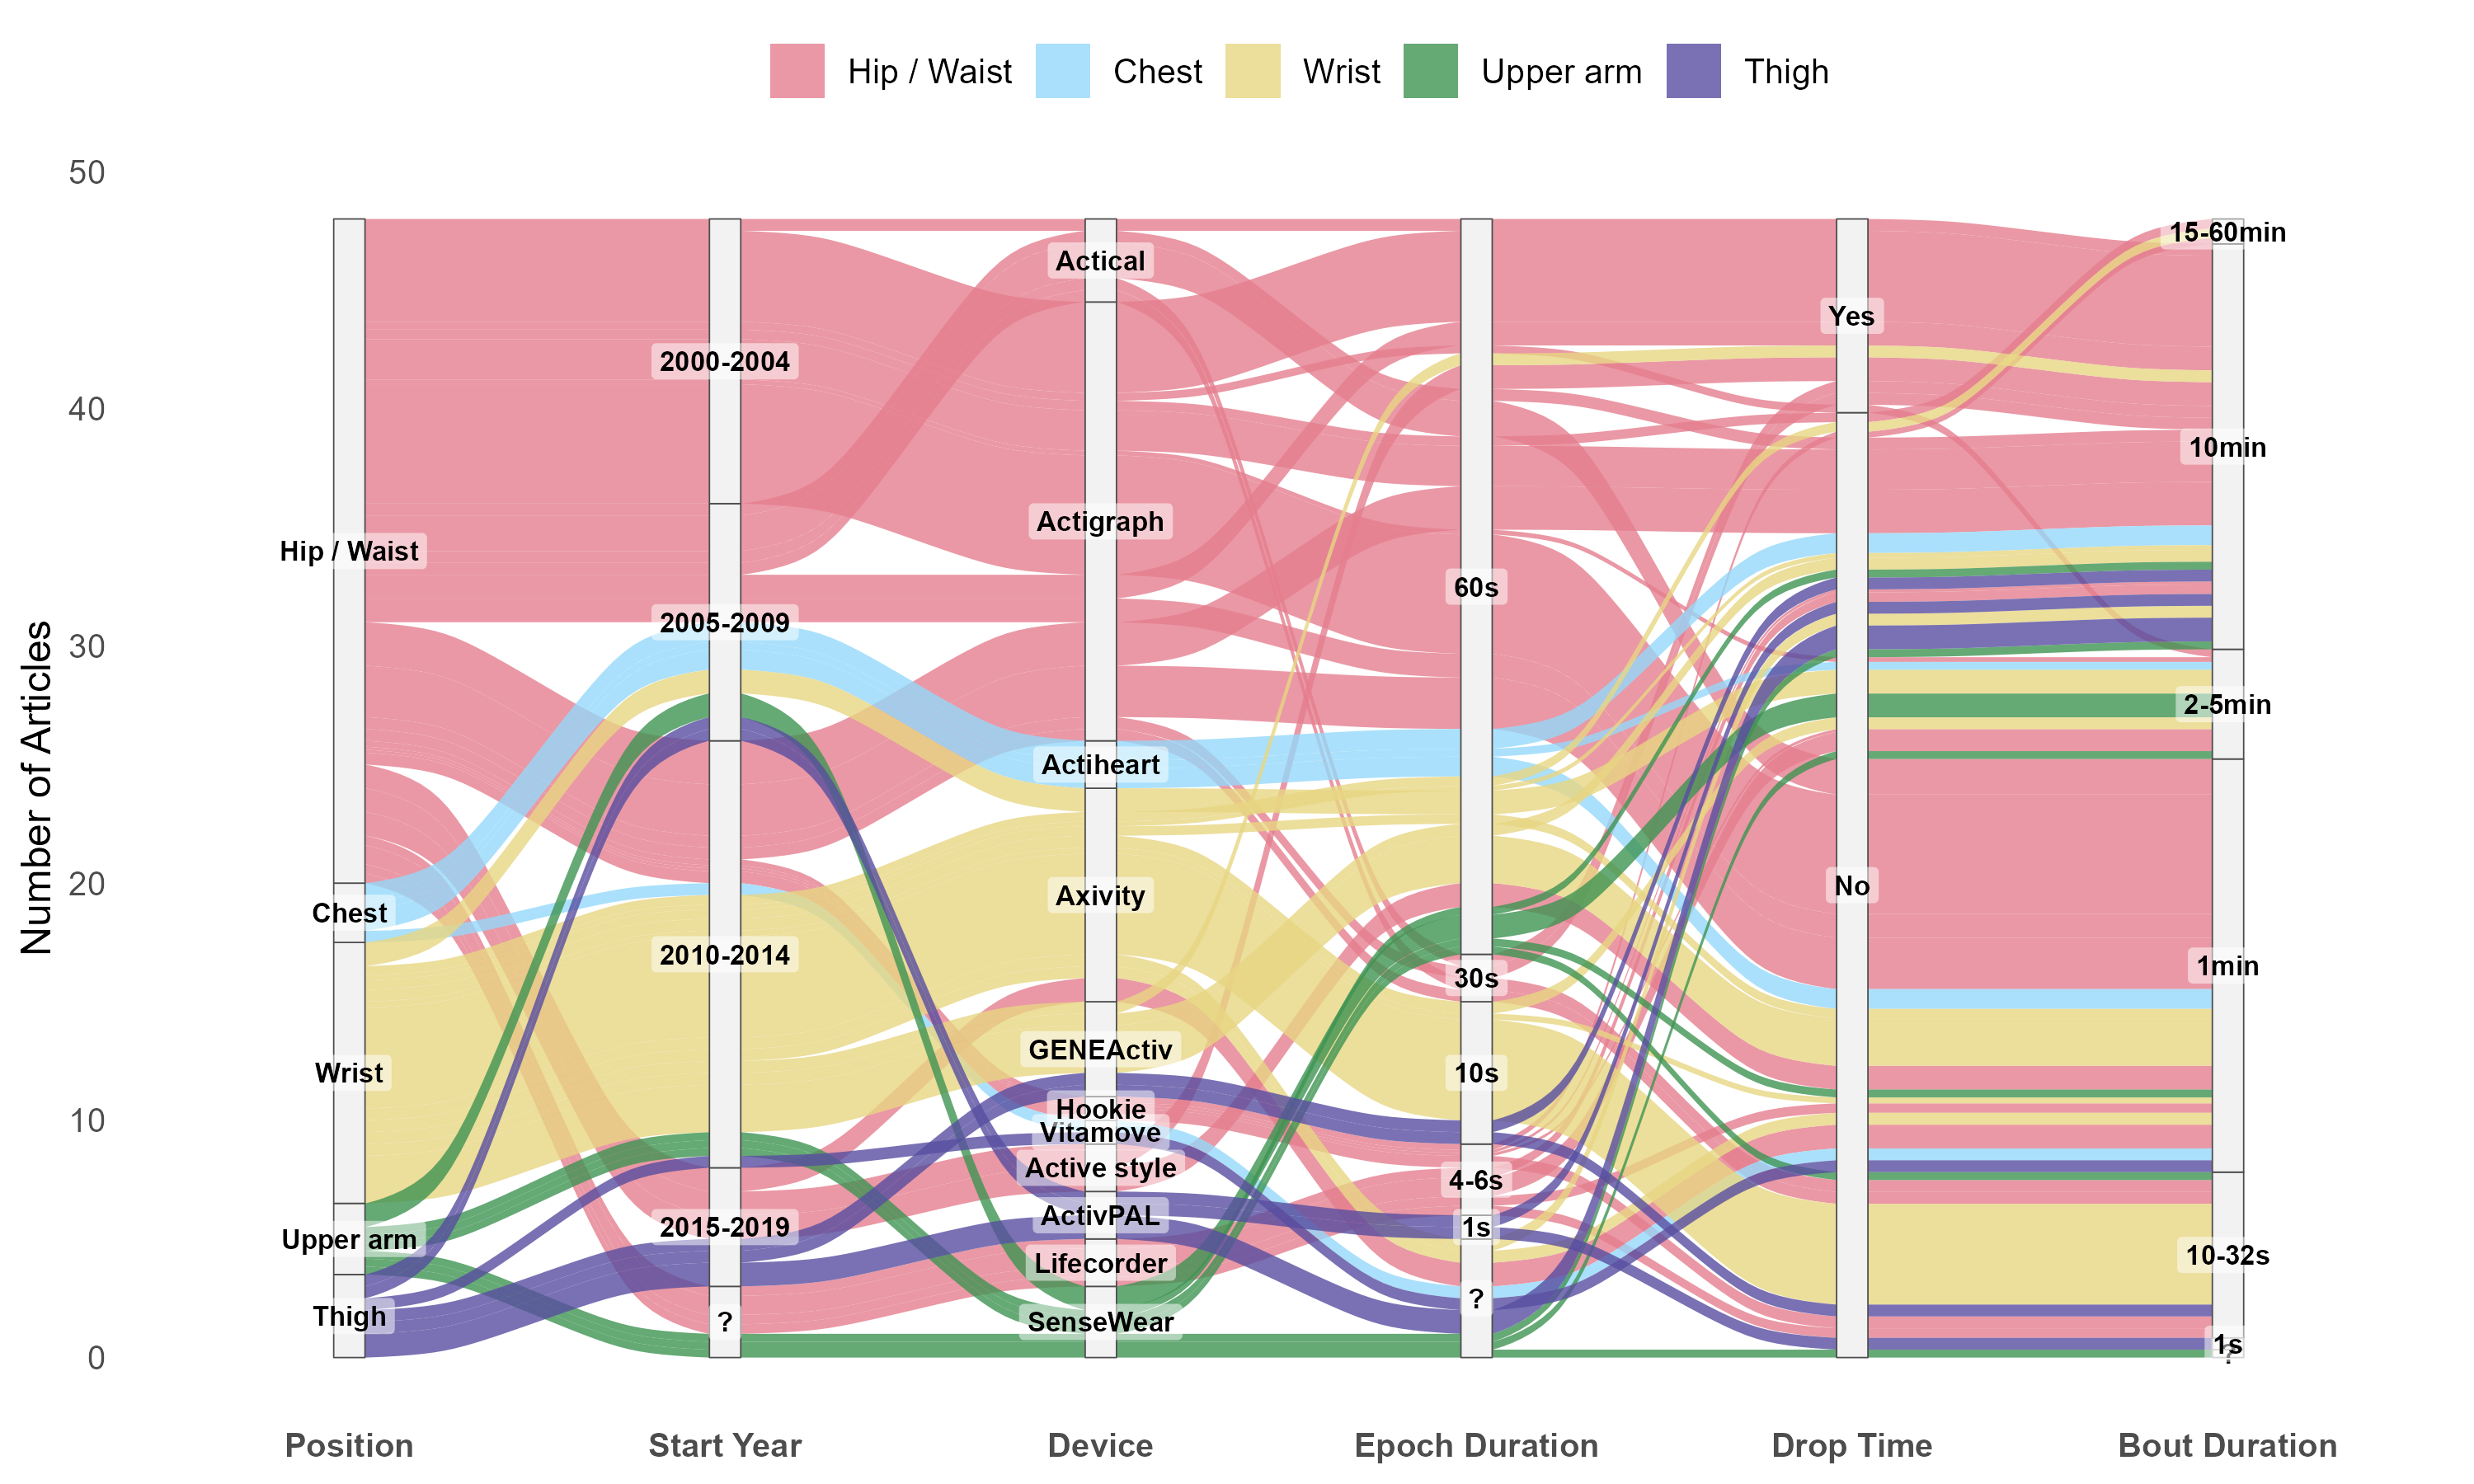 Hip / Waist
Chest
Wrist
Upper arm
Thigh
Number of Articles
50
40
30
20
10
0
Hip / Waist
Chest
Wrist
Upper arm
Thigh
2000-2004
2005-2009
2010-2014
2015-2019
?
Actical
Actigraph
Actiheart
Axivity
GENEActiv
Hookie
Vitamove
Active style
ActivPAL
Lifecorder
SenseWear
60s
30s
10s
4-6s
1s
?
Yes
No
15-60min
10min
2-5min
1min
10-32s
1s
?
Position
Start Year
Device
Epoch Duration
Drop Time
Bout Duration